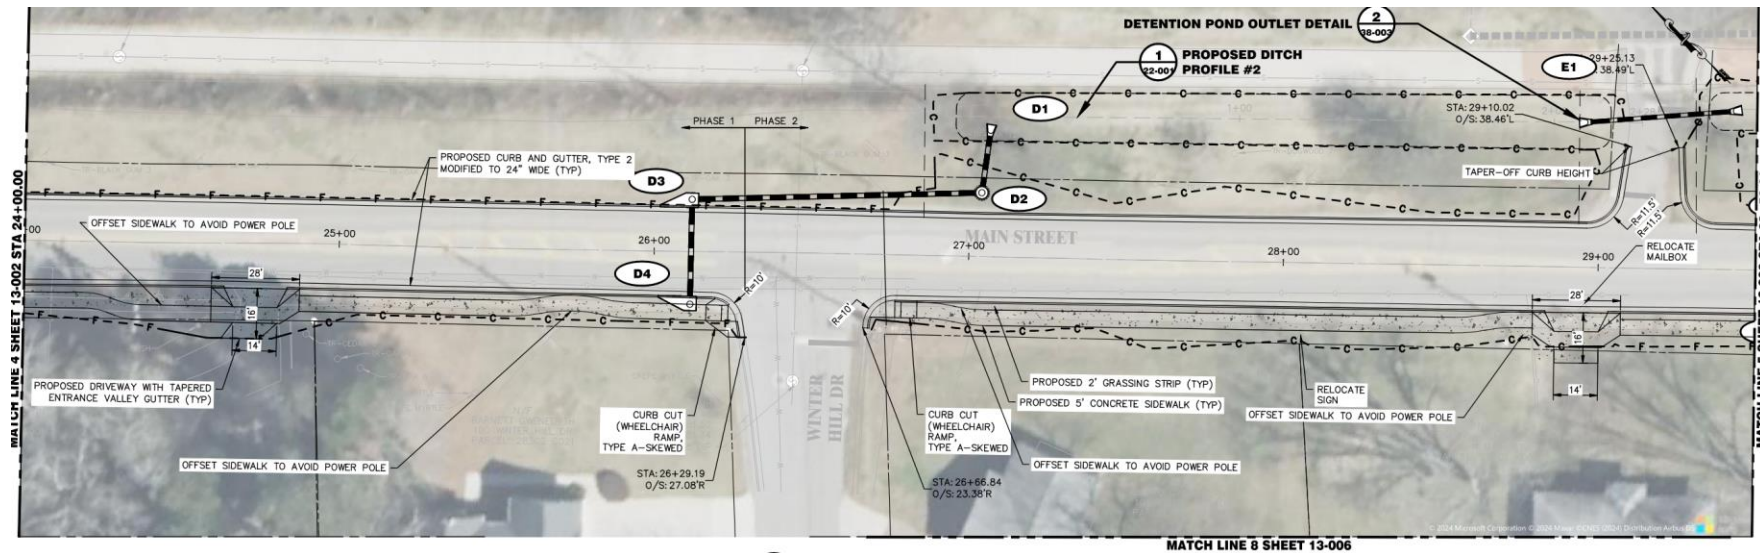 DETENTION POND OUTLET DETAIL
2
38-003
1
22-001
PROPOSED DITCH
PROFILE #2
E1
29+25.13
38.49'L
D1
1+00
STA: 29+10.02
O/S: 38.46'L
PHASE 1
PHASE 2
PROPOSED CURB AND GUTTER, TYPE 2
MODIFIED TO 24" WIDE (TYP)
TAPER-OFF CURB HEIGHT
D3
D2
R=11.5'
R=11.5'
OFFSET SIDEWALK TO AVOID POWER POLE
25+00
26+00
27+00
28+00
29+00
MAIN STREET
RELOCATE
MAILBOX
MATCH LINE 4 SHEET 13-002 STA 24+00.00
D4
28'
16'
14'
R=10'
R=10'
28'
16'
14'
PROPOSED DRIVEWAY WITH TAPERED
ENTRANCE VALLEY GUTTER (TYP)
PROPOSED 2' GRASSING STRIP (TYP)
PROPOSED 5' CONCRETE SIDEWALK (TYP)
RELOCATE
SIGN
OFFSET SIDEWALK TO AVOID POWER POLE
CURB CUT
(WHEELCHAIR)
RAMP,
TYPE A-SKEWED
WINTER
HILL DR
CURB CUT
(WHEELCHAIR)
RAMP,
TYPE A-SKEWED
OFFSET SIDEWALK TO AVOID POWER POLE
OFFSET SIDEWALK TO AVOID POWER POLE
STA: 26+29.19
O/S: 27.08'R
STA: 26+66.84
O/S: 23.38'R
MATCH LINE 8 SHEET 13-006